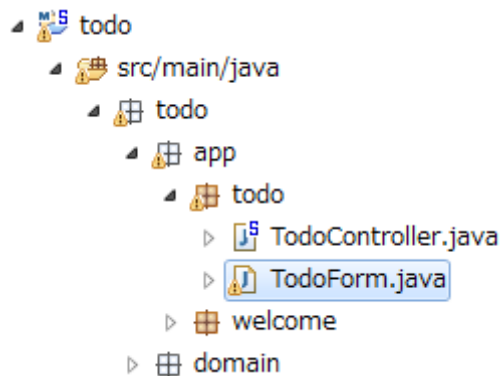 todo
src/main/java
todo
app
todo
TodoController.java
TodoForm.java
welcome
domain